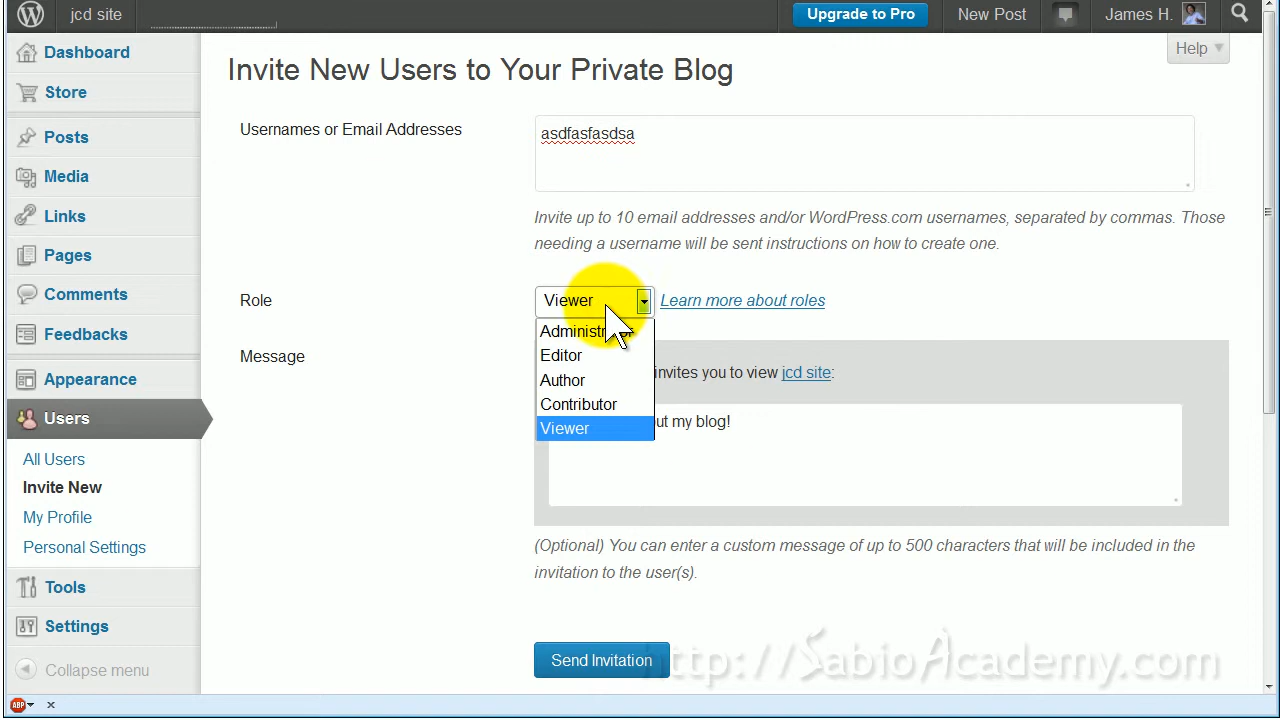 jcd site
Upgrade to Pro
New Post
James H.
Help
Dashboard
Store
Posts
Media
Links
Pages
Comments
Feedbacks
Appearance
Users
All Users
Invite New
My Profile
Personal Settings
Tools
Settings
Collapse menu
Invite New Users to Your Private Blog
Usernames or Email Addresses
asdfasfasdsa
Invite up to 10 email addresses and/or WordPress.com usernames, separated by commas. Those
needing a username will be sent instructions on how to create one.
Role
Viewer
Learn more about roles
Administrator
Editor
Author
Contributor
Viewer
Message
invites you to view jcd site:
ut my blog!
(Optional) You can enter a custom message of up to 500 characters that will be included in the
invitation to the user(s).
Send Invitation
http://SabioAcademy.com
ABP